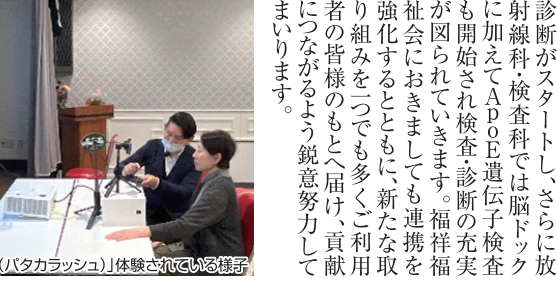 診断がスタートし、さらに放
射線科・検査科では脳ドック
に加えてＡｐｏＥ遺伝子検査
も開始され検査・診断の充実
が図られていきます。福祥福
祉会におきましても連携を
強化するとともに、新たな取
り組みを一つでも多くご利用
者の皆様のもとへ届け、貢献
につながるよう鋭意努力して
まいります。
（パタカラッシュ）」体験されている様子